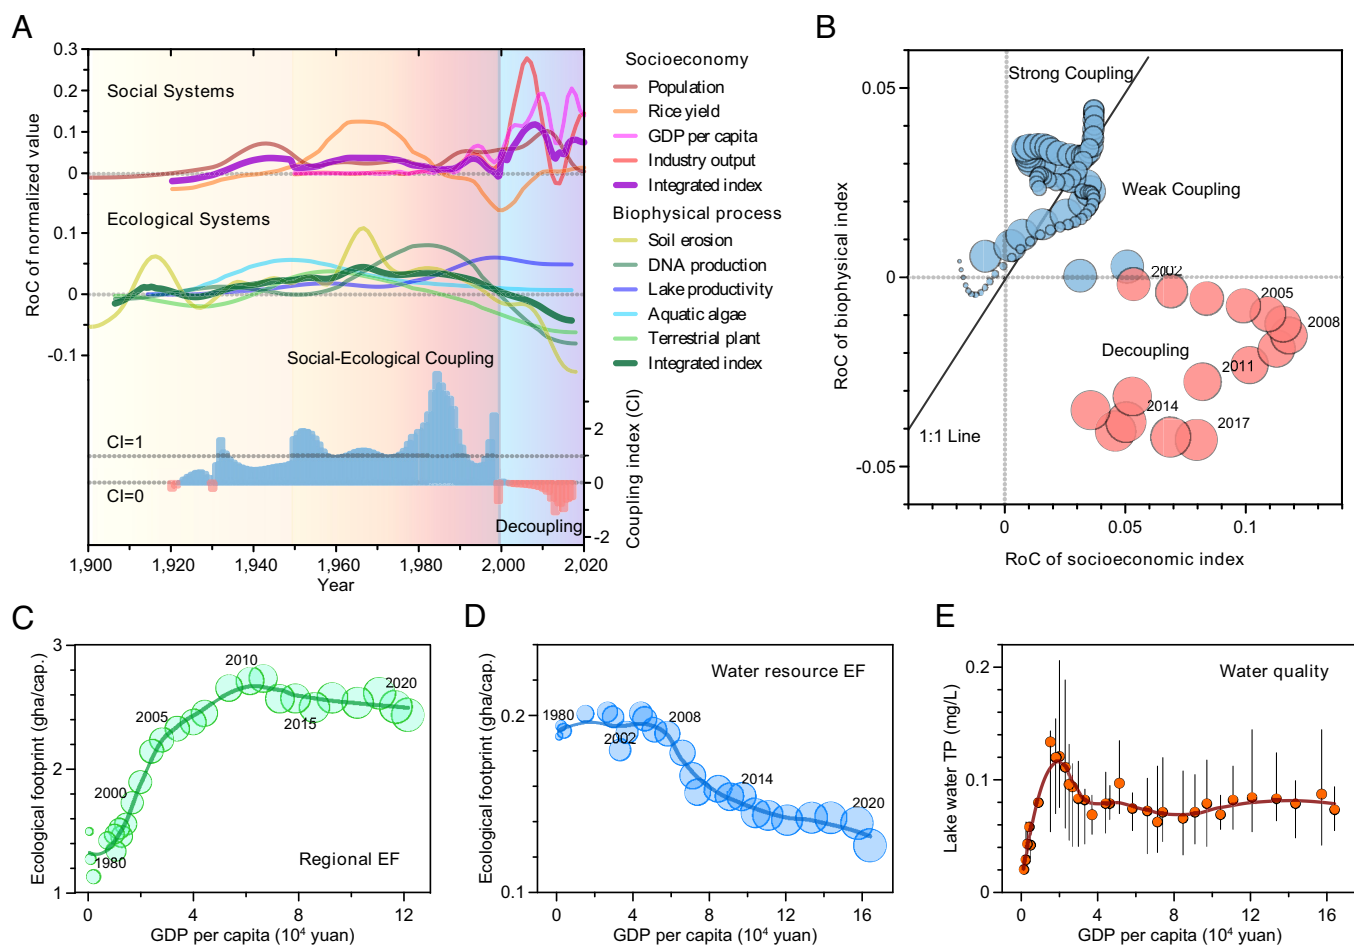 A
0.3
0.2
0.1
0
0.1
0
-0.1
RoC of normalized value
Social Systems
Ecological Systems
Social-Ecological Coupling
CI=1
CI=0
Decoupling
2
0
-2
Coupling index (CI)
1,900
1,920
1,940
1,960
1,980
2,000
2,020
Year
Socioeconomy
Population
Rice yield
GDP per capita
Industry output
Integrated index
Biophysical process
Soil erosion
DNA production
Lake productivity
Aquatic algae
Terrestrial plant
Integrated index
B
0.05
0
-0.05
RoC of biophysical index
Strong Coupling
Weak Coupling
2002
2005
2008
Decoupling
2011
2014
2017
1:1 Line
0
0.05
0.1
RoC of socioeconomic index
C
3
2
1
Ecological footprint (gha/cap.)
2010
2020
2005
2015
2000
1980
Regional EF
0
4
8
12
GDP per capita (10⁴ yuan)
D
0.2
0.1
Ecological footprint (gha/cap.)
Water resource EF
1980
2002
2008
2014
2020
0
4
8
12
16
GDP per capita (10⁴ yuan)
E
0.2
0.1
0
Lake water TP (mg/L)
Water quality
0
4
8
12
16
GDP per capita (10⁴ yuan)